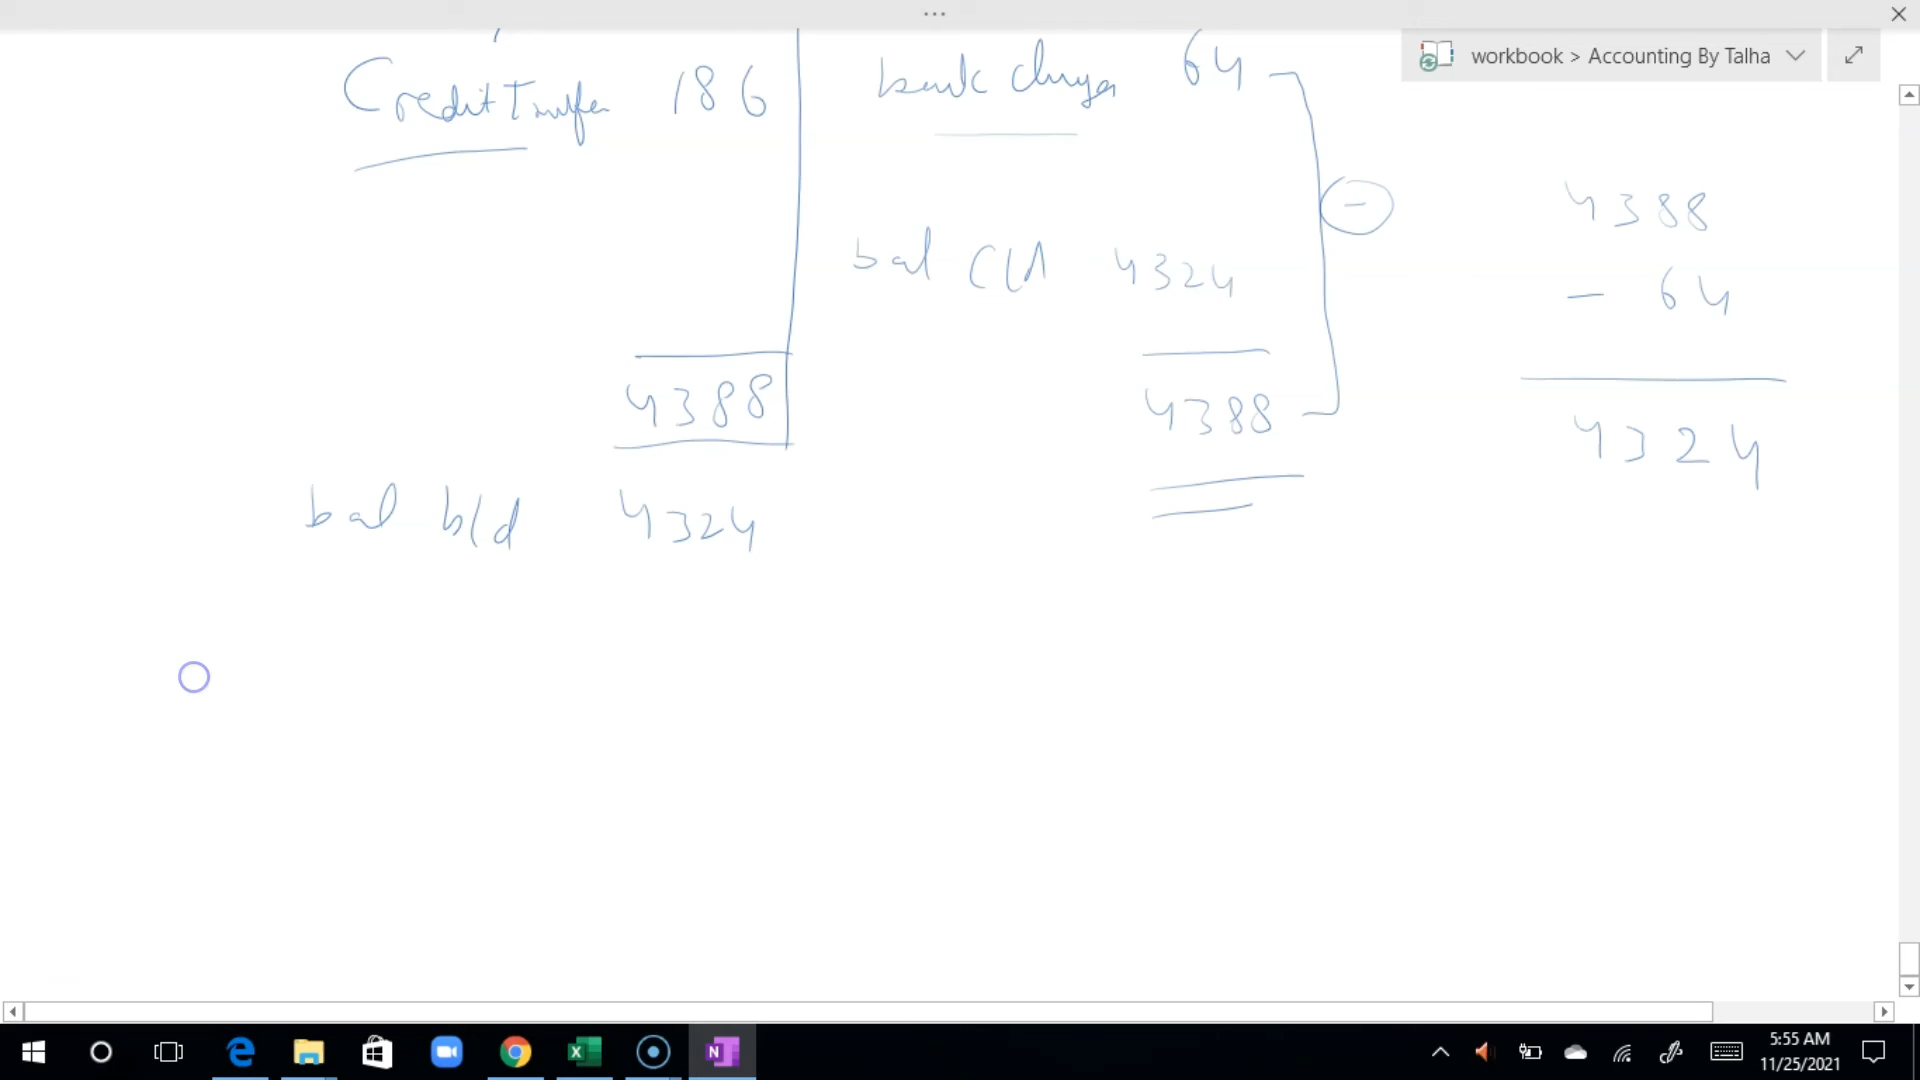 workbook > Accounting By Talha
Credit Transfer 186
bank charges 64
bal c/d 4324
4388
4388
bal b/d 4324
4388
- 64
4324
5:55 AM
11/25/2021